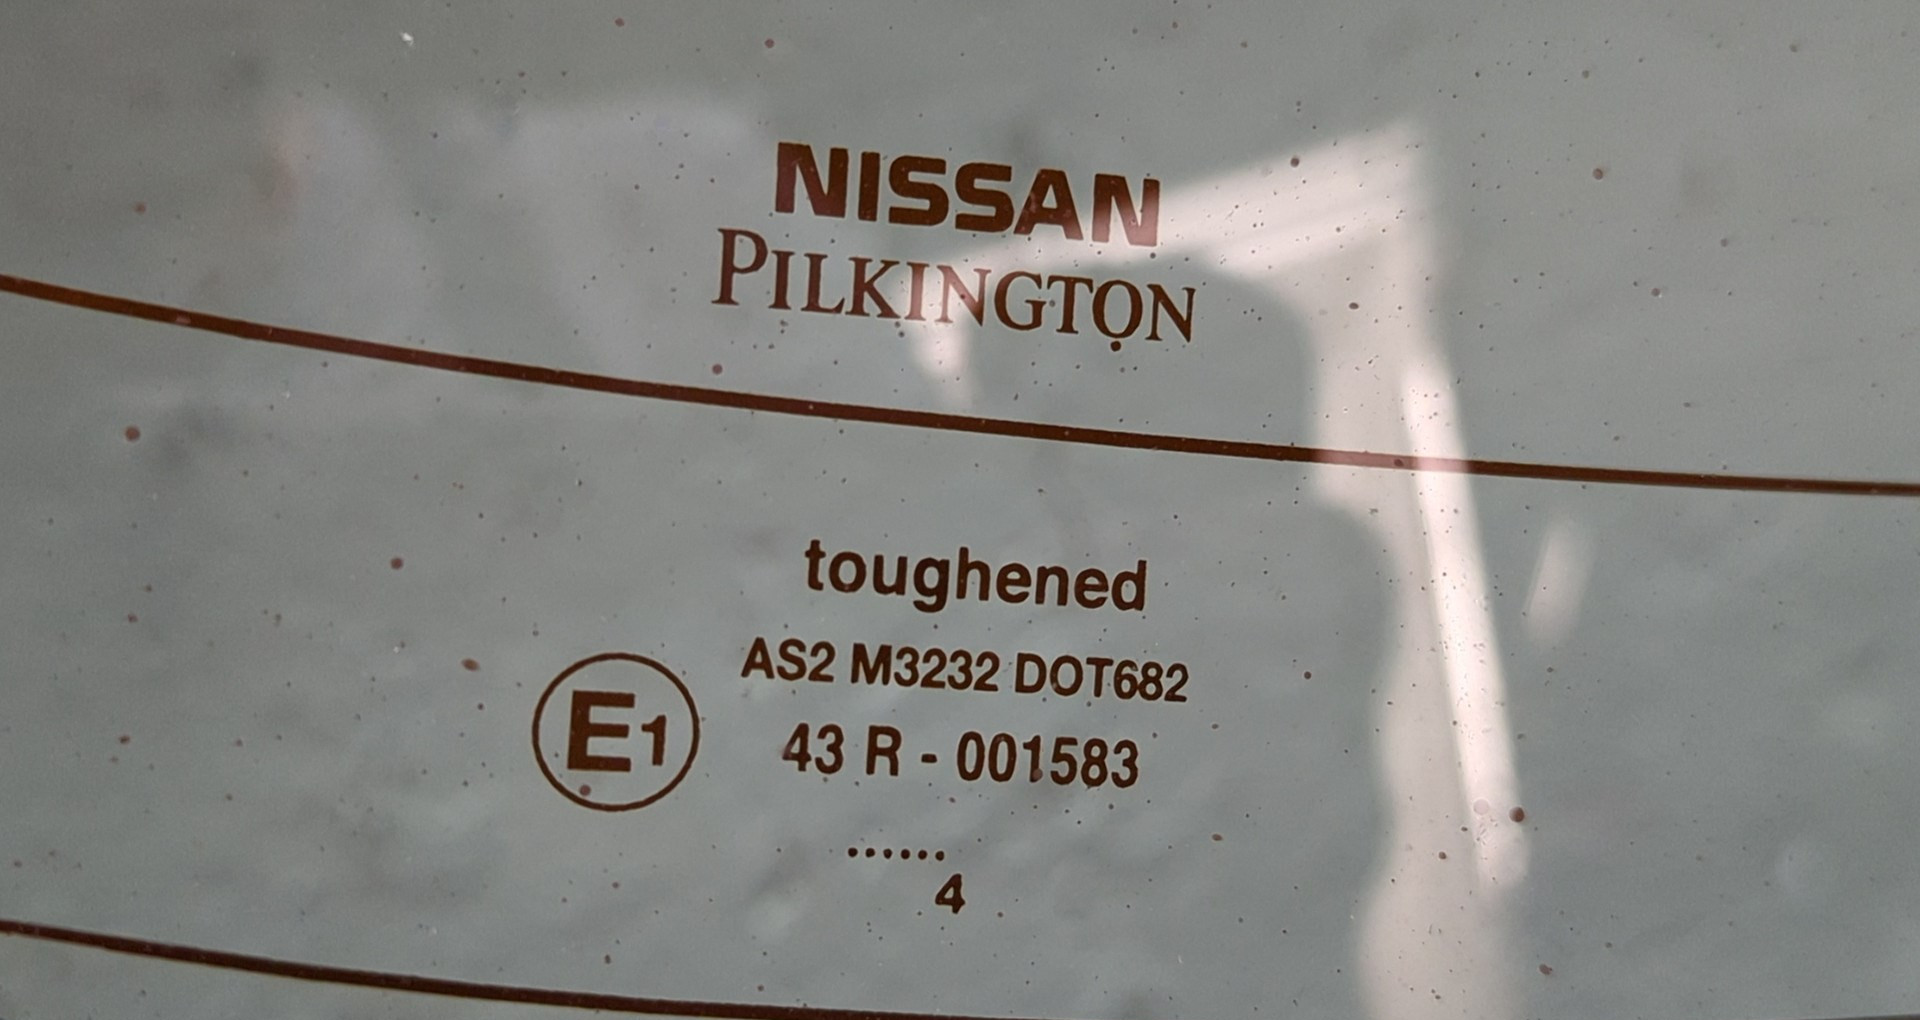 NISSAN
PILKINGTON
toughened
AS2 M3232 DOT682
E1
43 R - 001583
......
4